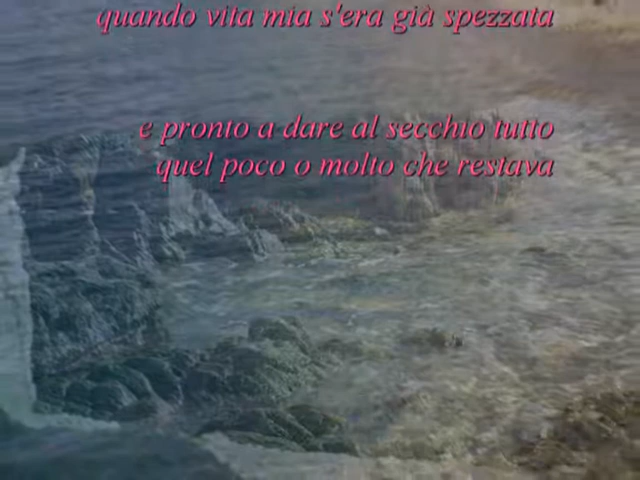 quando vita mia s'era già spezzata
e pronto a dare al secchio tutto
quel poco o molto che restava